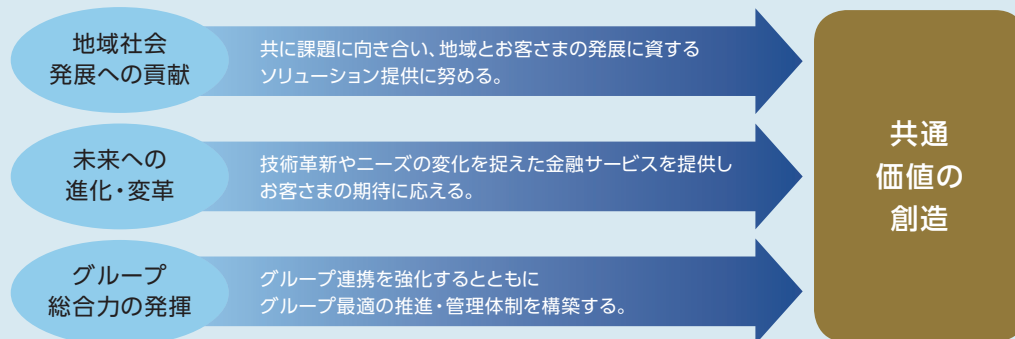 地域社会
発展への貢献
共に課題に向き合い、地域とお客さまの発展に資する
ソリューション提供に努める。
未来への
進化・変革
技術革新やニーズの変化を捉えた金融サービスを提供し
お客さまの期待に応える。
グループ
総合力の発揮
グループ連携を強化するとともに
グループ最適の推進・管理体制を構築する。
共通
価値の
創造